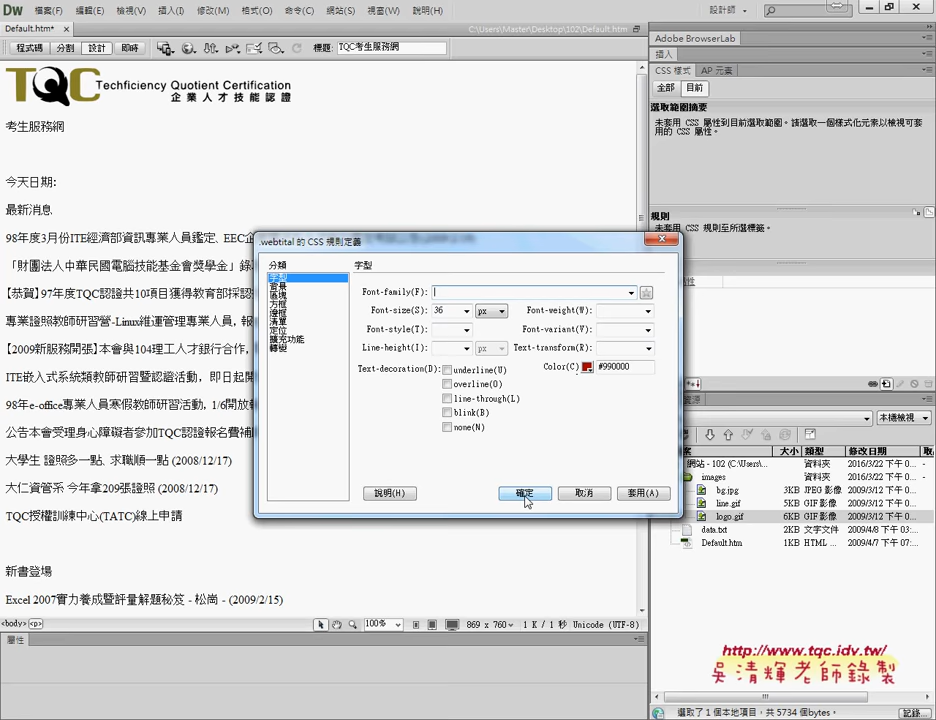 Dw 檔案(F) 編輯(E) 檢視(V) 插入(I) 修改(M) 格式(O) 命令(C) 網站(S) 視窗(W) 說明(H) 設計師
Default.htm* × C:\Users\Master\Desktop\102\Default.htm
程式碼 分割 設計 即時 標題: TQC考生服務網
TQC Techficiency Quotient Certification
企業人才技能認證
考生服務網
今天日期:
最新消息
98年度3月份ITE經濟部資訊專業人員鑑定、EEC企
「財團法人中華民國電腦技能基金會獎學金」錄
【恭賀】97年度TQC認證共10項目獲得教育部採認
專業證照教師研習營-Linux維運管理專業人員，報
【2009新服務開張】本會與104理工人才銀行合作，
ITE嵌入式系統類教師研習暨認證活動，即日起開
98年e-office專業人員寒假教師研習活動，1/6開放報
公告本會受理身心障礙者參加TQC認證報名費補
大學生 證照多一點、求職順一點 (2008/12/17)
大仁資管系 今年拿209張證照 (2008/12/17)
TQC授權訓練中心(TATC)線上申請
新書登場
Excel 2007實力養成暨評量解題秘笈 - 松崗 - (2009/2/15)
<body> <p> 100% 869 x 760 1 K / 1 秒 Unicode (UTF-8)
屬性
.webtital 的 CSS 規則定義
分類
字型
背景
區塊
方框
邊框
清單
定位
擴充功能
轉變
字型
Font-family(F):
Font-size(S): 36 px Font-weight(W):
Font-style(T): Font-variant(V):
Line-height(I): px Text-transform(R):
Text-decoration(D): underline(U) Color(C): #990000
overline(O)
line-through(L)
blink(B)
none(N)
說明(H) 確定 取消 套用(A)
Adobe BrowserLab
插入
CSS 樣式 AP 元素
全部 目前
選取範圍摘要
未套用 CSS 屬性到目前選取範圍。請選取一個樣式化元素以檢視可套用的 CSS 屬性。
規則
未套用 CSS 規則至所選標籤。
本機檢視
大小 類型 修改日期
網站 - 102 (C:\Users... 資料夾 2016/3/22 下午 0...
images 資料夾 2016/3/22 下午 0...
bg.jpg 3KB JPEG 影像 2009/3/12 下午 0...
line.gif 5KB GIF 影像 2009/3/12 下午 0...
logo.gif 6KB GIF 影像 2009/3/12 下午 0...
data.txt 2KB 文字文件 2009/4/8 下午 03...
Default.htm 2KB HTML ... 2009/4/7 下午 07:...
http://www.tqc.idv.tw/
吳清輝老師錄製
選取了 1 個本地項目，共 5734 個bytes。 記錄...